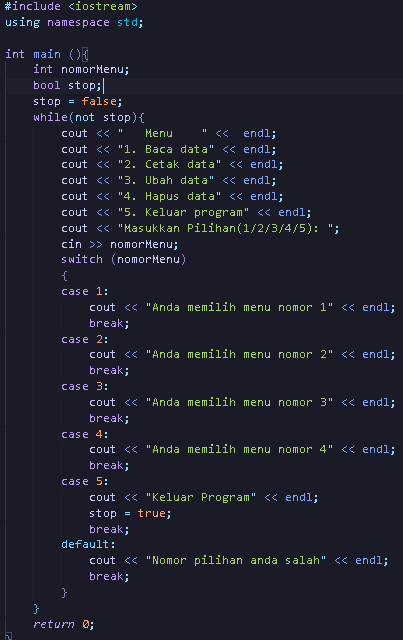 #include <iostream>
using namespace std;

int main (){
    int nomorMenu;
    bool stop;
    stop = false;
    while(not stop){
        cout << "   Menu    " <<  endl;
        cout << "1. Baca data" << endl;
        cout << "2. Cetak data" << endl;
        cout << "3. Ubah data" << endl;
        cout << "4. Hapus data" << endl;
        cout << "5. Keluar program" << endl;
        cout << "Masukkan Pilihan(1/2/3/4/5): ";
        cin >> nomorMenu;
        switch (nomorMenu)
        {
        case 1:
            cout << "Anda memilih menu nomor 1" << endl;
            break;
        case 2:
            cout << "Anda memilih menu nomor 2" << endl;
            break;
        case 3:
            cout << "Anda memilih menu nomor 3" << endl;
            break;
        case 4:
            cout << "Anda memilih menu nomor 4" << endl;
            break;
        case 5:
            cout << "Keluar Program" << endl;
            stop = true;
            break;
        default:
            cout << "Nomor pilihan anda salah" << endl;
            break;
        }
    }
    return 0;
}